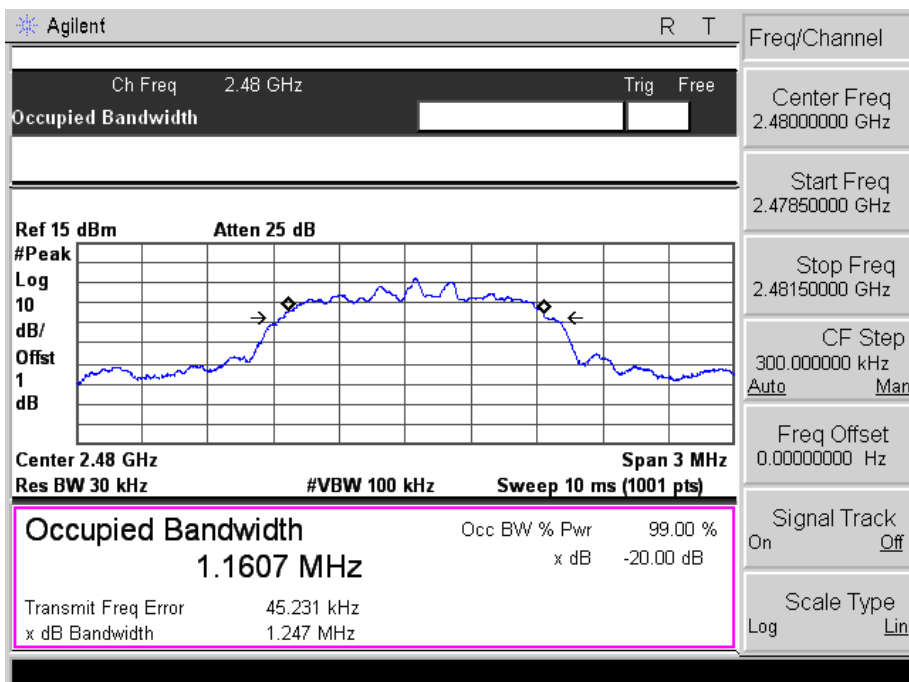 Agilent R T
Ch Freq 2.48 GHz Trig Free
Occupied Bandwidth
Ref 15 dBm Atten 25 dB
#Peak
Log
10
dB/
Offst
1
dB
Center 2.48 GHz Span 3 MHz
Res BW 30 kHz #VBW 100 kHz Sweep 10 ms (1001 pts)
Occupied Bandwidth Occ BW % Pwr 99.00 %
1.1607 MHz x dB -20.00 dB
Transmit Freq Error 45.231 kHz
x dB Bandwidth 1.247 MHz
Freq/Channel
Center Freq
2.48000000 GHz
Start Freq
2.47850000 GHz
Stop Freq
2.48150000 GHz
CF Step
300.000000 kHz
Auto Man
Freq Offset
0.00000000 Hz
Signal Track
On Off
Scale Type
Log Lin